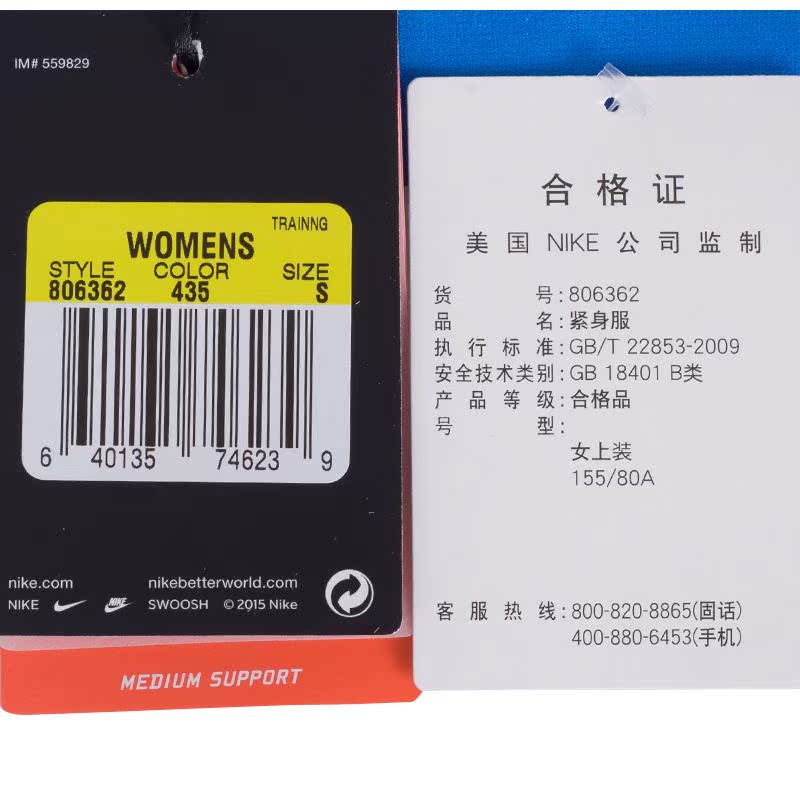 IM# 559829
TRAINNG
WOMENS
STYLE COLOR SIZE
806362 435 S
6 40135 74623 9
nike.com nikebetterworld.com
NIKE NIKE SWOOSH © 2015 Nike
MEDIUM SUPPORT
合格证
美国 NIKE 公司监制
货号:806362
品名:紧身服
执行标准:GB/T 22853-2009
安全技术类别:GB 18401 B类
产品等级:合格品
号型:
女上装
155/80A
客服热线:800-820-8865(固话)
400-880-6453(手机)